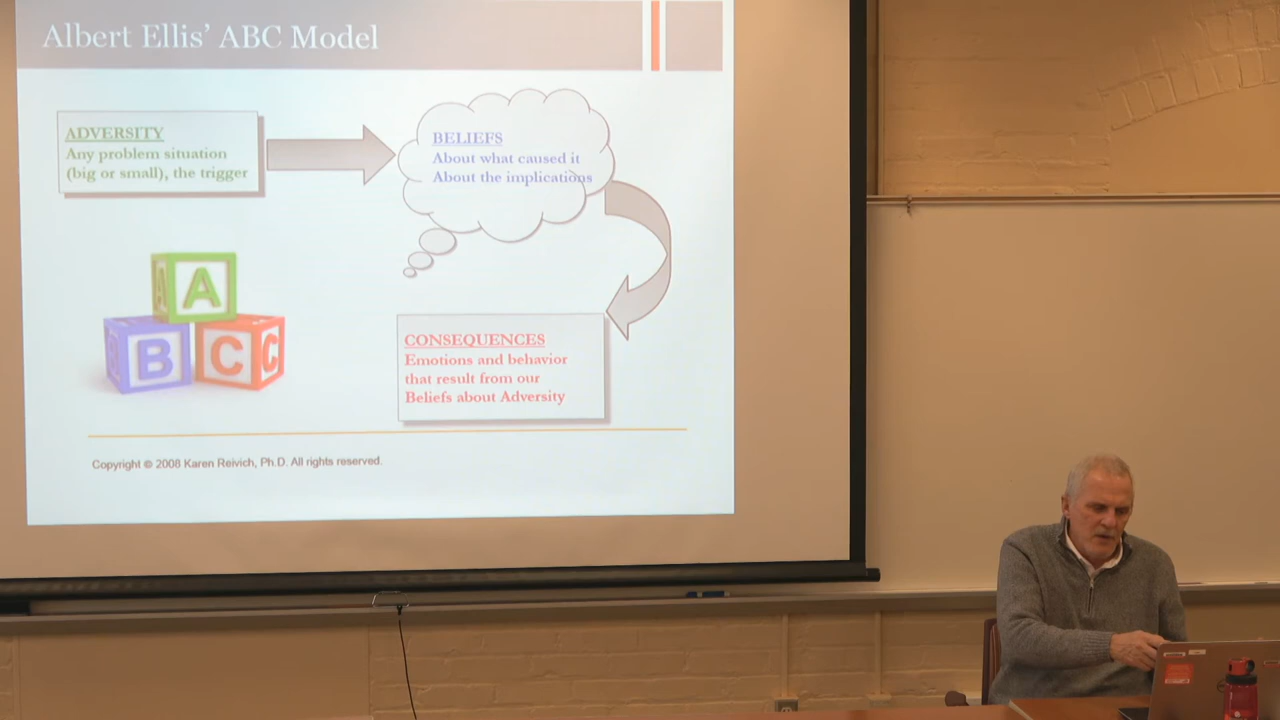 Albert Ellis' ABC Model
ADVERSITY
Any problem situation
(big or small), the trigger
BELIEFS
About what caused it
About the implications
A
A
B
C
C
CONSEQUENCES
Emotions and behavior
that result from our
Beliefs about Adversity
Copyright © 2008 Karen Reivich, Ph.D. All rights reserved.